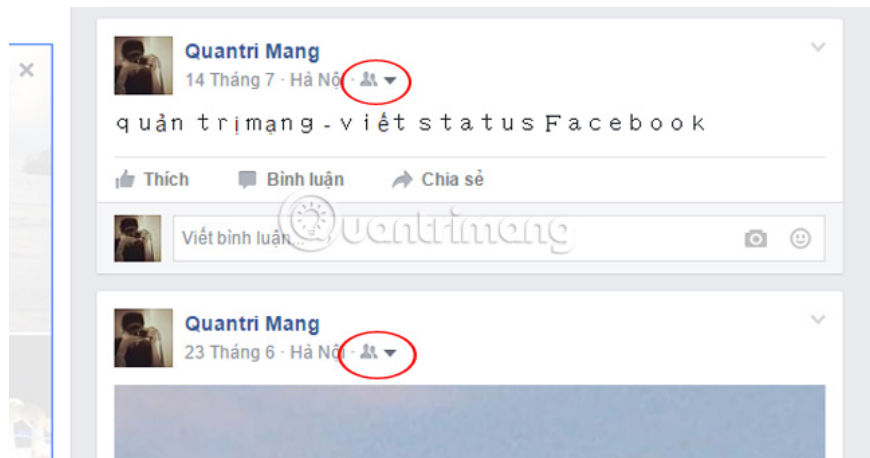 Quantri Mang
14 Tháng 7 · Hà Nội ·
quản trị mạng - viết status Facebook
Thích Bình luận Chia sẻ
Viết bình luận...
Quantrimang
Quantri Mang
23 Tháng 6 · Hà Nội ·